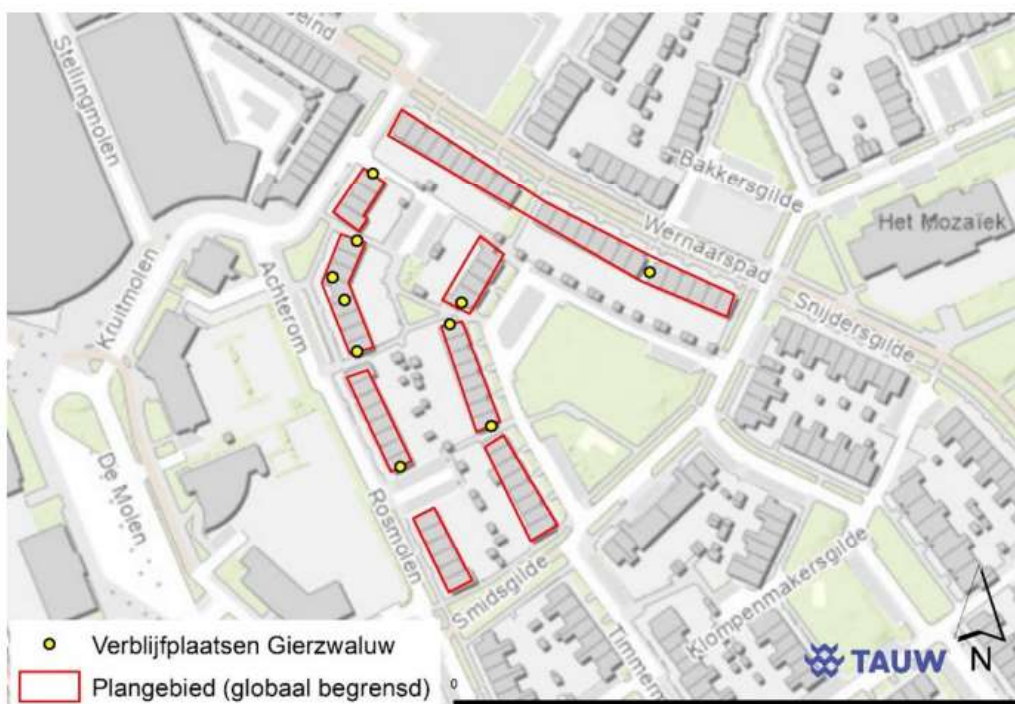 Stellingmolen
Bakkersgilde
Wernaarspad
Het Mozaïek
Kruitmolen
Achterom
Snijdersgilde
De Molen
Rosmolen
Smidsgilde
Klompenmakersgilde
Verblijfplaatsen Gierzwaluw
Plangebied (globaal begrensd)
0
TAUW
N